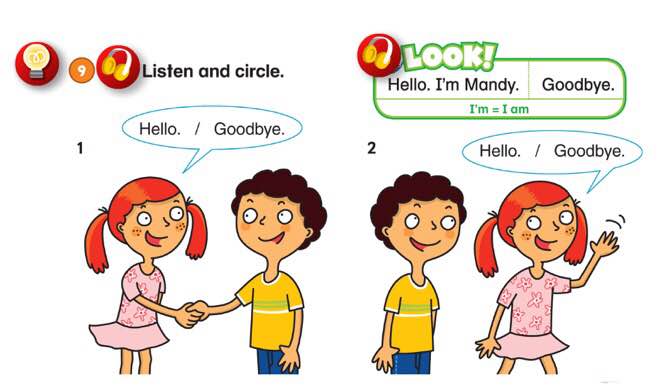 9 Listen and circle.
LOOK!
Hello. I'm Mandy. Goodbye.
I'm = I am
1
Hello. / Goodbye.
2
Hello. / Goodbye.